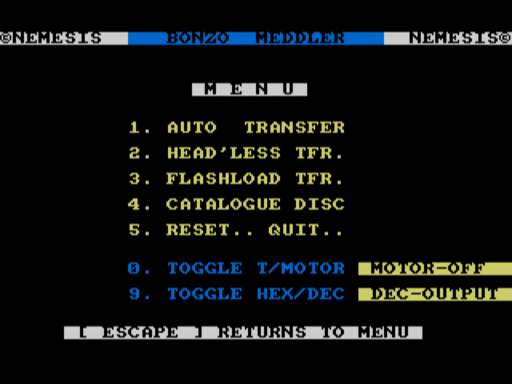 ©NEMESIS BONZO MEDDLER NEMESIS©
M E N U
1. AUTO TRANSFER
2. HEAD'LESS TFR.
3. FLASHLOAD TFR.
4. CATALOGUE DISC
5. RESET.. QUIT..
0. TOGGLE T/MOTOR MOTOR-OFF
9. TOGGLE HEX/DEC DEC-OUTPUT
[ ESCAPE ] RETURNS TO MENU